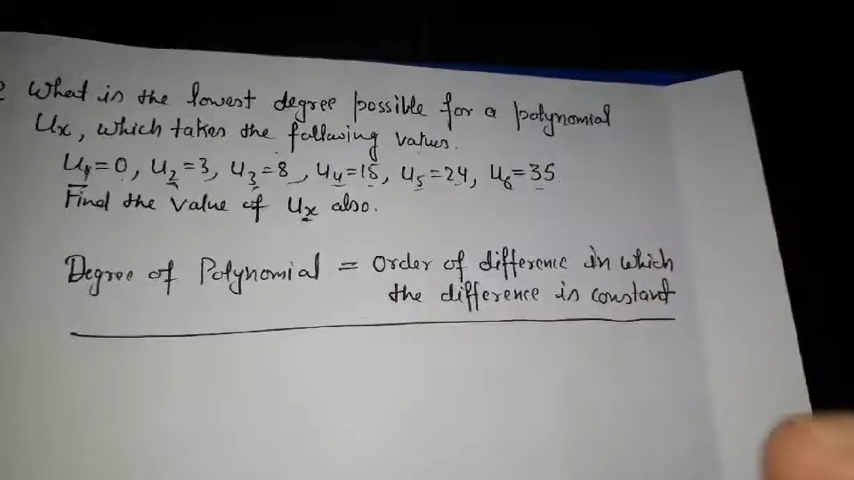 What is the lowest degree possible for a polynomial
Ux, which takes the following values.
U1=0, U2=3, U3=8, U4=15, U5=24, U6=35
Find the value of Ux also.
Degree of Polynomial = Order of difference in which
the difference is constant